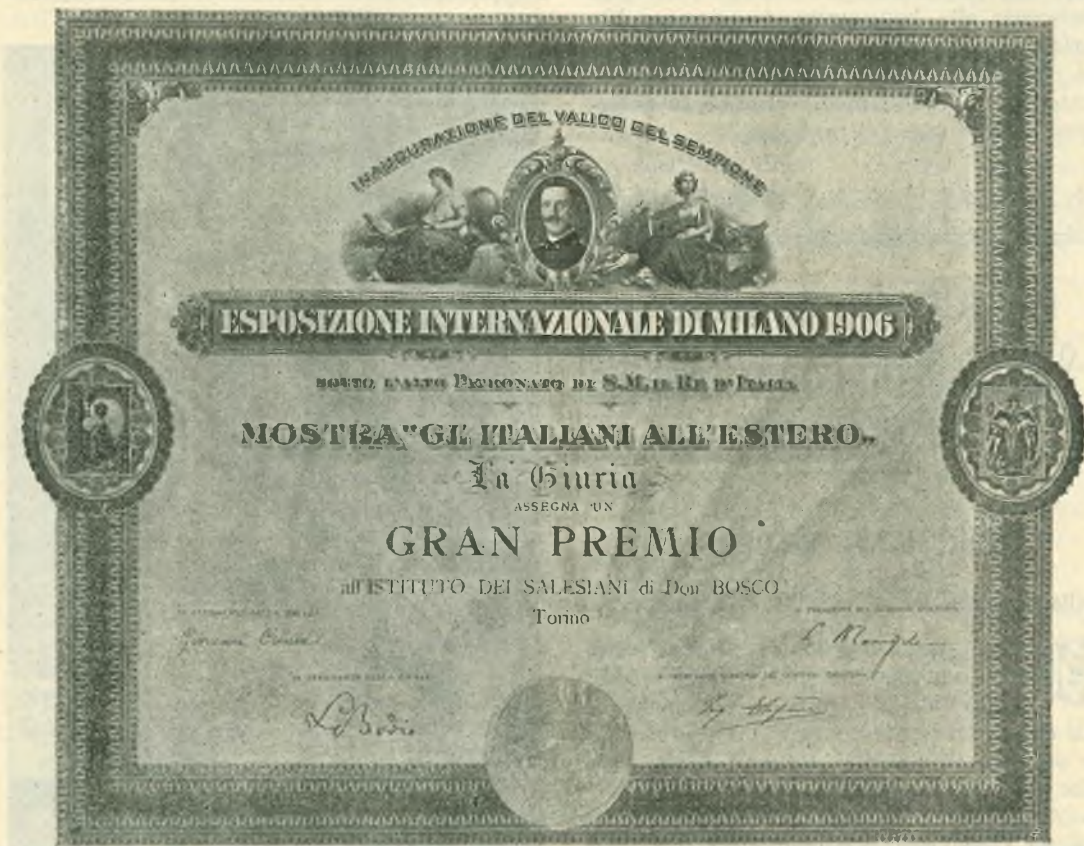 INAUGURAZIONE DEL VALICO DEL SEMPIONE
ESPOSIZIONE INTERNAZIONALE DI MILANO 1906
SOTTO L'ALTO PATRONATO DI S.M. IL RE D'ITALIA
MOSTRA "GL' ITALIANI ALL'ESTERO„
La Giuria
ASSEGNA UN
GRAN PREMIO
all'ISTITUTO DEI SALESIANI di Don BOSCO
Torino
L Bodio